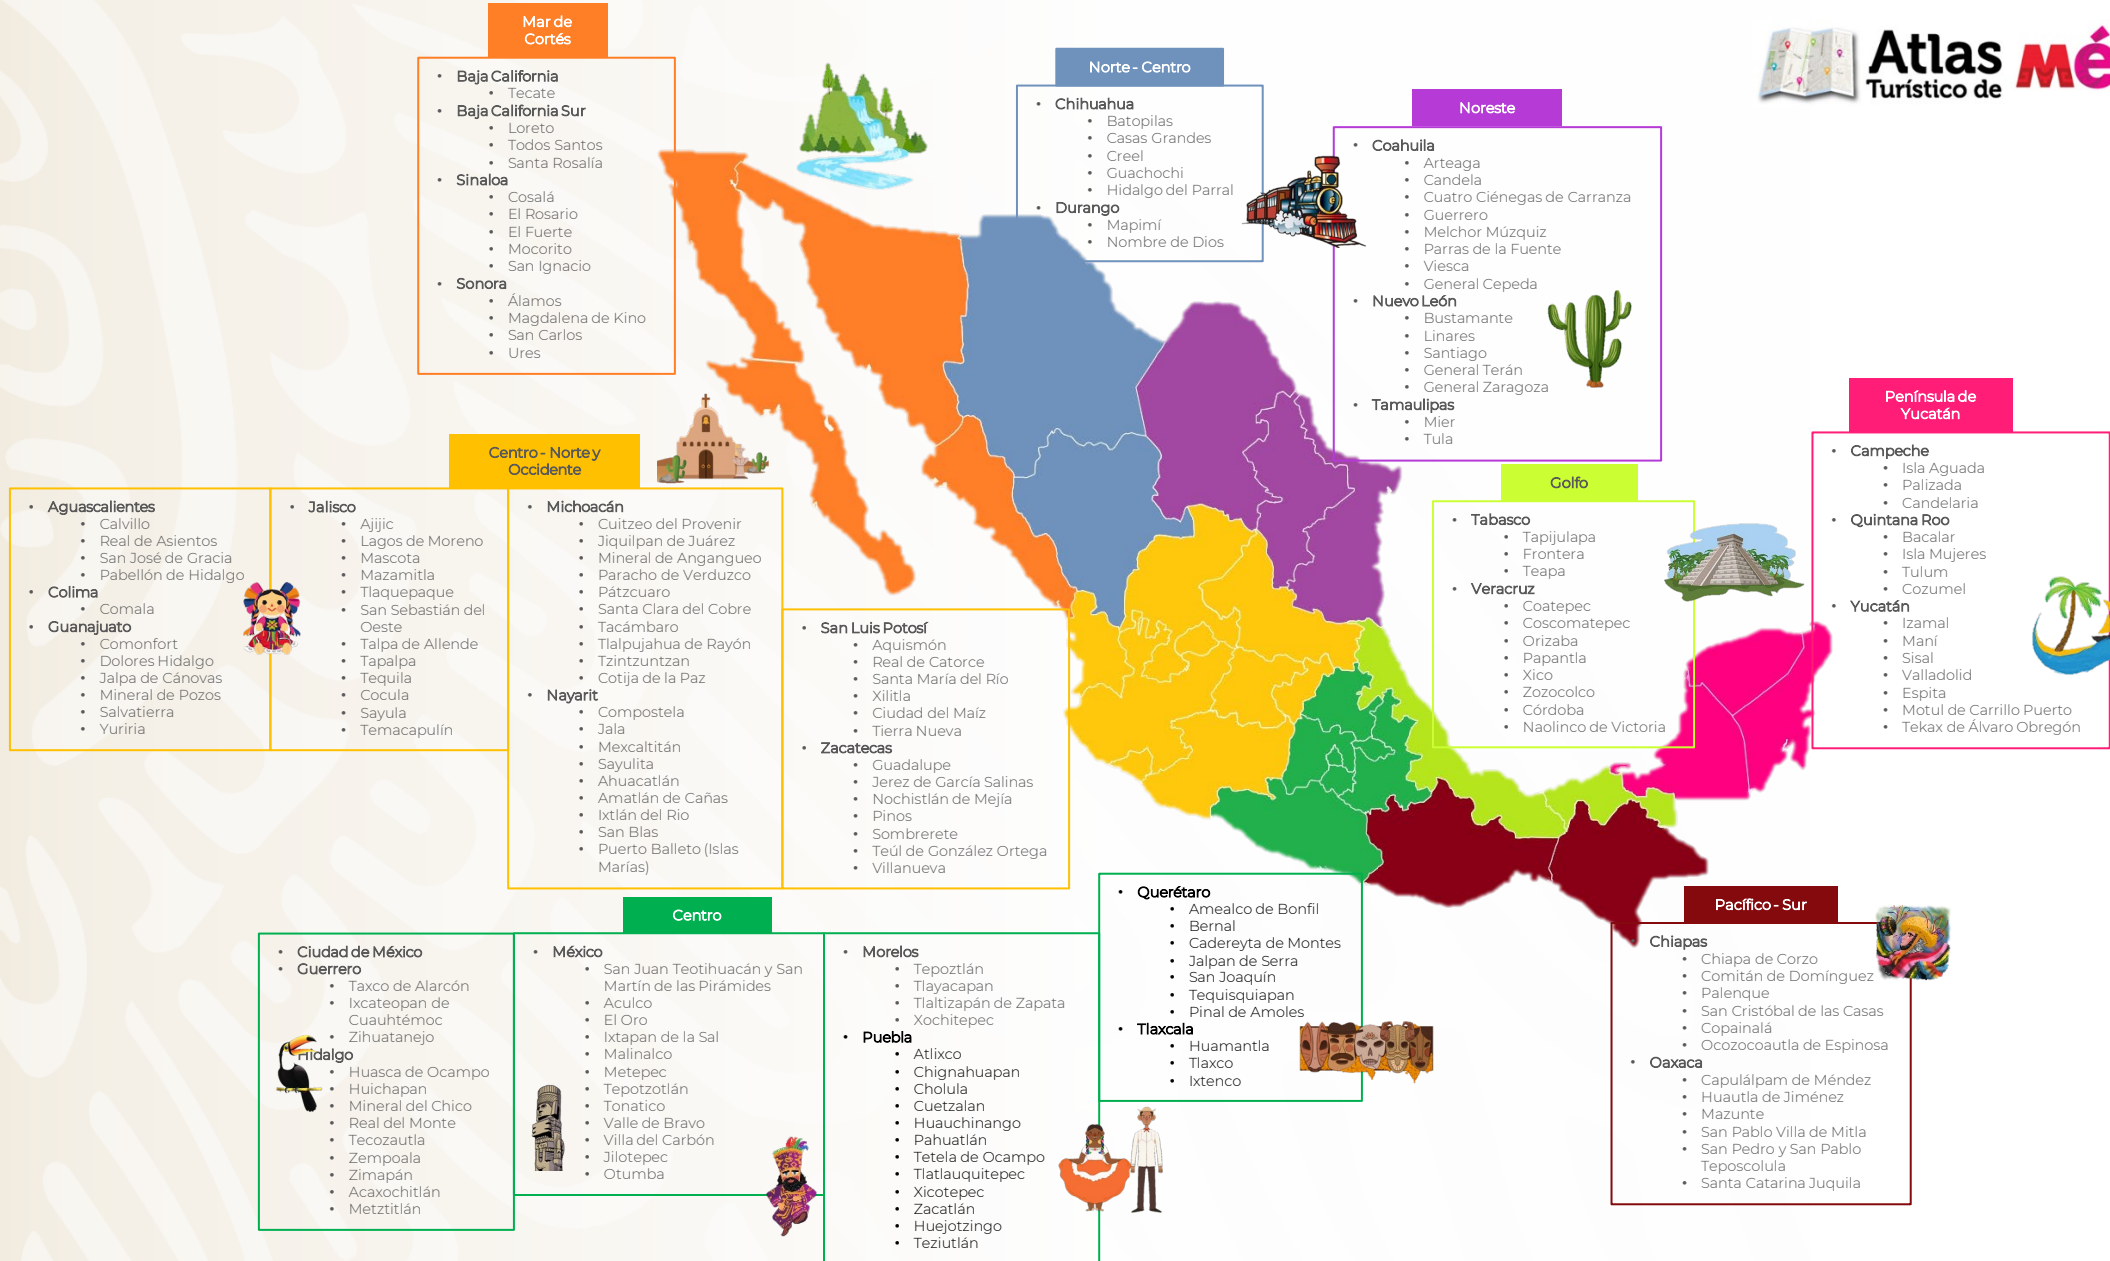 Mar de
Cortés
Baja California
Tecate
Baja California Sur
Loreto
Todos Santos
Santa Rosalía
Sinaloa
Cosalá
El Rosario
El Fuerte
Mocorito
San Ignacio
Sonora
Álamos
Magdalena de Kino
San Carlos
Ures
Norte - Centro
Chihuahua
Batopilas
Casas Grandes
Creel
Guachochi
Hidalgo del Parral
Durango
Mapimí
Nombre de Dios
Noreste
Coahuila
Arteaga
Candela
Cuatro Ciénegas de Carranza
Guerrero
Melchor Múzquiz
Parras de la Fuente
Viesca
General Cepeda
Nuevo León
Bustamante
Linares
Santiago
General Terán
General Zaragoza
Tamaulipas
Mier
Tula
Atlas
Turístico de
Mé
Centro - Norte y
Occidente
Aguascalientes
Calvillo
Real de Asientos
San José de Gracia
Pabellón de Hidalgo
Colima
Comala
Guanajuato
Comonfort
Dolores Hidalgo
Jalpa de Cánovas
Mineral de Pozos
Salvatierra
Yuriria
Jalisco
Ajijic
Lagos de Moreno
Mascota
Mazamitla
Tlaquepaque
San Sebastián del
Oeste
Talpa de Allende
Tapalpa
Tequila
Cocula
Sayula
Temacapulín
Michoacán
Cuitzeo del Provenir
Jiquilpan de Juárez
Mineral de Angangueo
Paracho de Verduzco
Pátzcuaro
Santa Clara del Cobre
Tacámbaro
Tlalpujahua de Rayón
Tzintzuntzan
Cotija de la Paz
Nayarit
Compostela
Jala
Mexcaltitán
Sayulita
Ahuacatlán
Amatlán de Cañas
Ixtlán del Rio
San Blas
Puerto Balleto (Islas
Marías)
San Luis Potosí
Aquismón
Real de Catorce
Santa María del Río
Xilitla
Ciudad del Maíz
Tierra Nueva
Zacatecas
Guadalupe
Jerez de García Salinas
Nochistlán de Mejía
Pinos
Sombrerete
Teúl de González Ortega
Villanueva
Golfo
Tabasco
Tapijulapa
Frontera
Teapa
Veracruz
Coatepec
Coscomatepec
Orizaba
Papantla
Xico
Zozocolco
Córdoba
Naolinco de Victoria
Península de
Yucatán
Campeche
Isla Aguada
Palizada
Candelaria
Quintana Roo
Bacalar
Isla Mujeres
Tulum
Cozumel
Yucatán
Izamal
Maní
Sisal
Valladolid
Espita
Motul de Carrillo Puerto
Tekax de Álvaro Obregón
Centro
Ciudad de México
Guerrero
Taxco de Alarcón
Ixcateopan de
Cuauhtémoc
Zihuatanejo
Hidalgo
Huasca de Ocampo
Huichapan
Mineral del Chico
Real del Monte
Tecozautla
Zempoala
Zimapán
Acaxochitlán
Metztitlán
México
San Juan Teotihuacán y San
Martín de las Pirámides
Aculco
El Oro
Ixtapan de la Sal
Malinalco
Metepec
Tepotzotlán
Tonatico
Valle de Bravo
Villa del Carbón
Jilotepec
Otumba
Morelos
Tepoztlán
Tlayacapan
Tlaltizapán de Zapata
Xochitepec
Puebla
Atlixco
Chignahuapan
Cholula
Cuetzalan
Huauchinango
Pahuatlán
Tetela de Ocampo
Tlatlauquitepec
Xicotepec
Zacatlán
Huejotzingo
Teziutlán
Querétaro
Amealco de Bonfil
Bernal
Cadereyta de Montes
Jalpan de Serra
San Joaquín
Tequisquiapan
Pinal de Amoles
Tlaxcala
Huamantla
Tlaxco
Ixtenco
Pacífico - Sur
Chiapas
Chiapa de Corzo
Comitán de Domínguez
Palenque
San Cristóbal de las Casas
Copainalá
Ocozocoautla de Espinosa
Oaxaca
Capulálpam de Méndez
Huautla de Jiménez
Mazunte
San Pablo Villa de Mitla
San Pedro y San Pablo
Teposcolula
Santa Catarina Juquila